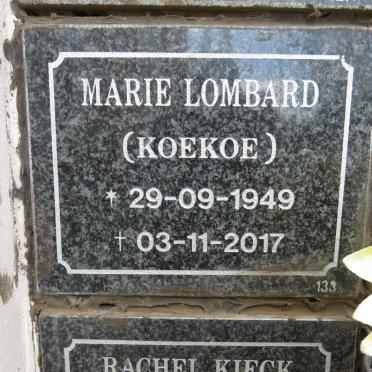 MARIE LOMBARD
(KOEKOE)
* 29-09-1949
† 03-11-2017
133
RACHEL KIECK